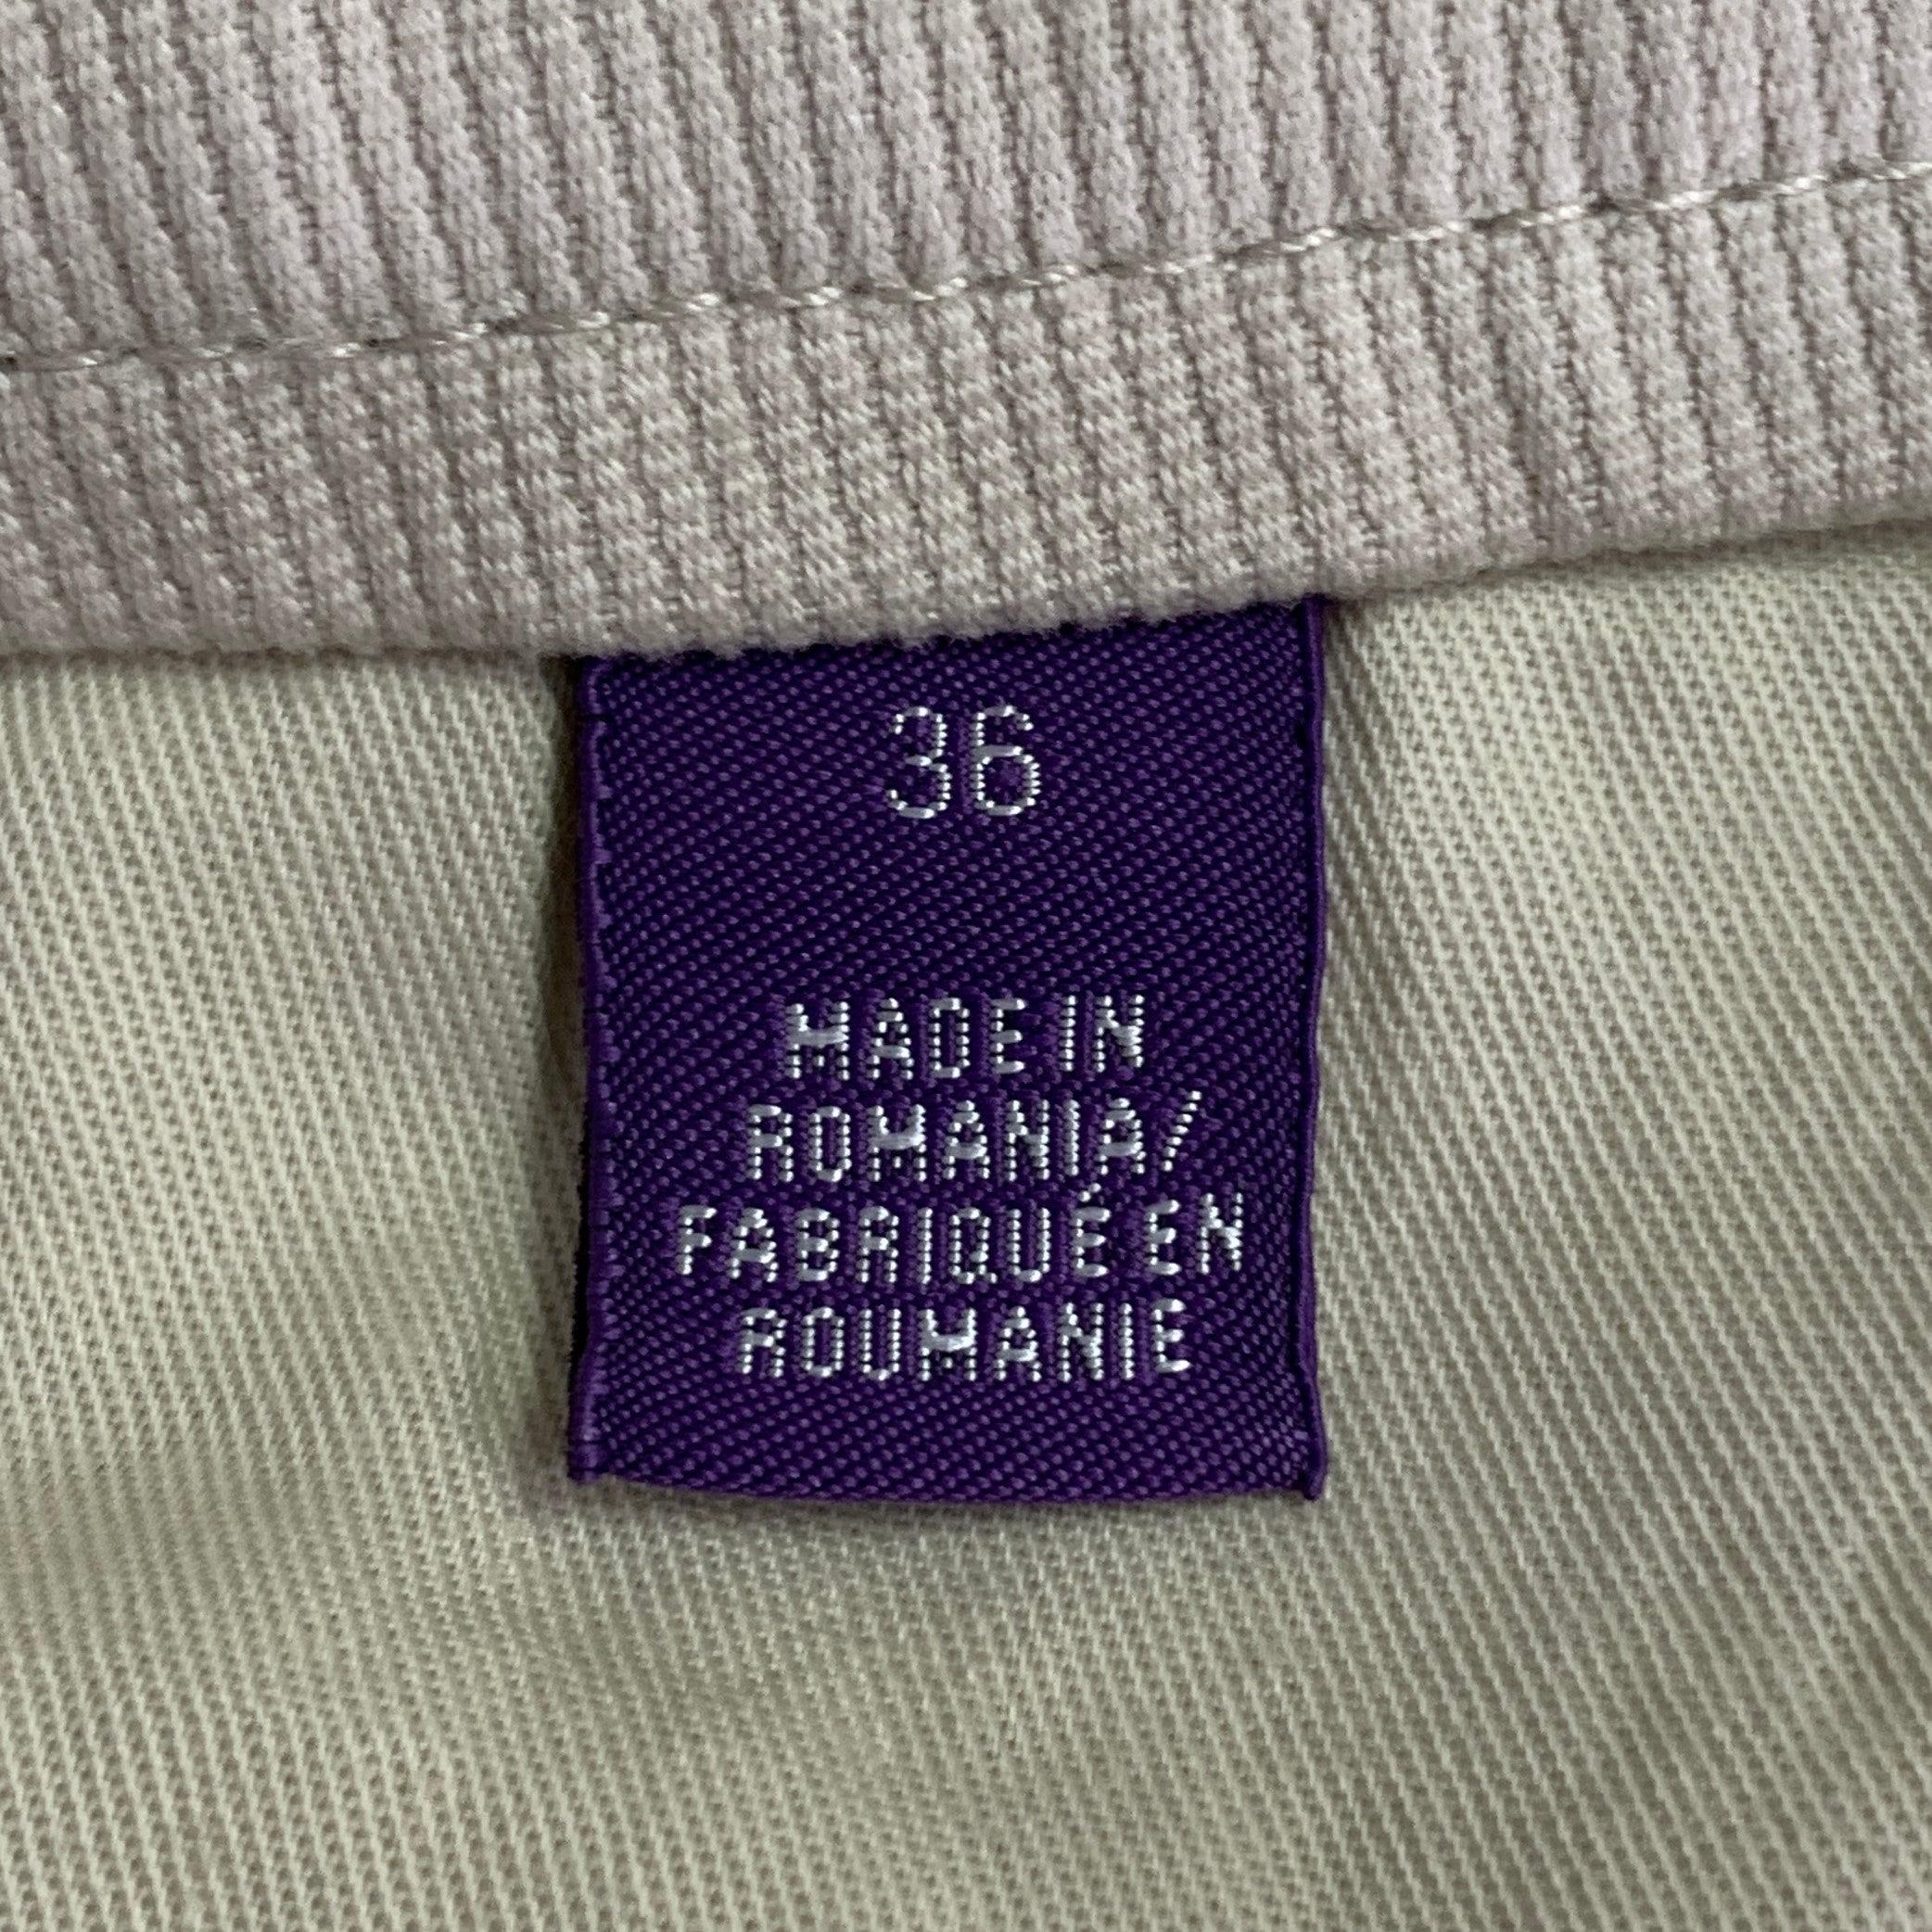 36
MADE IN
ROMANIA/
FABRIQUÉ EN
ROUMANIE